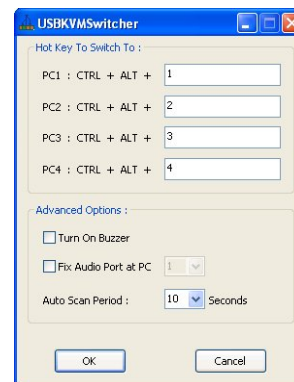 USBKVMSwitcher
Hot Key To Switch To :
PC1 : CTRL + ALT + 1
PC2 : CTRL + ALT + 2
PC3 : CTRL + ALT + 3
PC4 : CTRL + ALT + 4
Advanced Options :
Turn On Buzzer
Fix Audio Port at PC 1
Auto Scan Period : 10 Seconds
OK Cancel